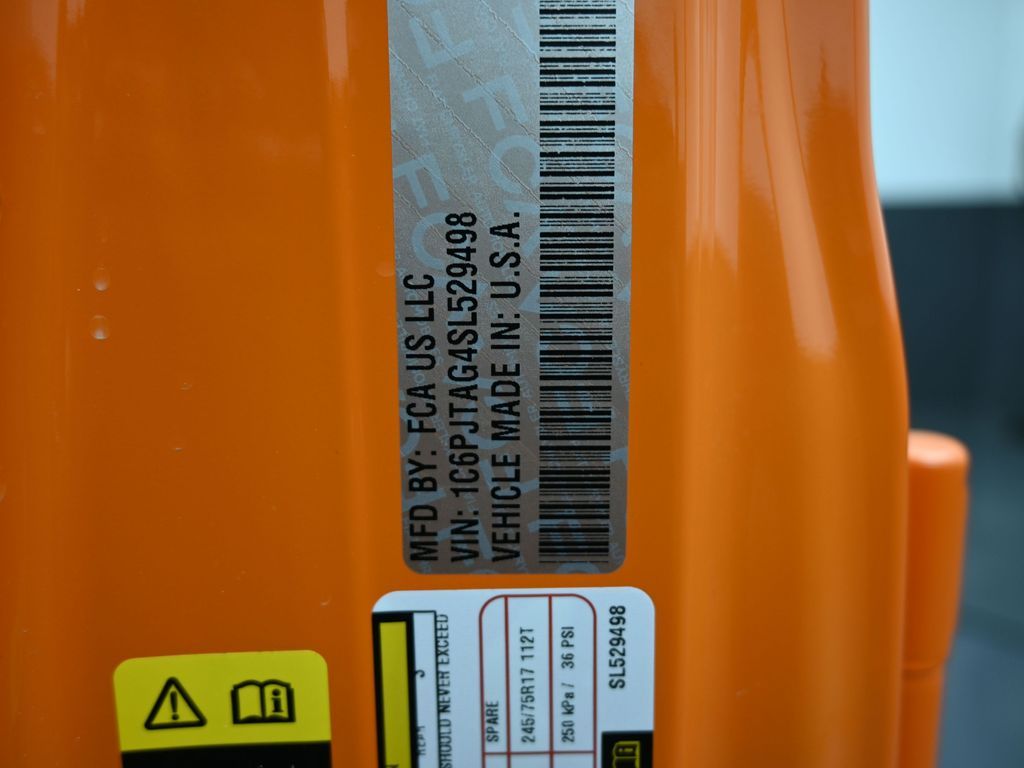 MFD BY: FCA US LLC
VIN: 1C6PJTAG4SL529498
VEHICLE MADE IN: U.S.A.
SHOULD NEVER EXCEED
SPARE
245/75R17 112T
250 kPa / 36 PSI
SL529498